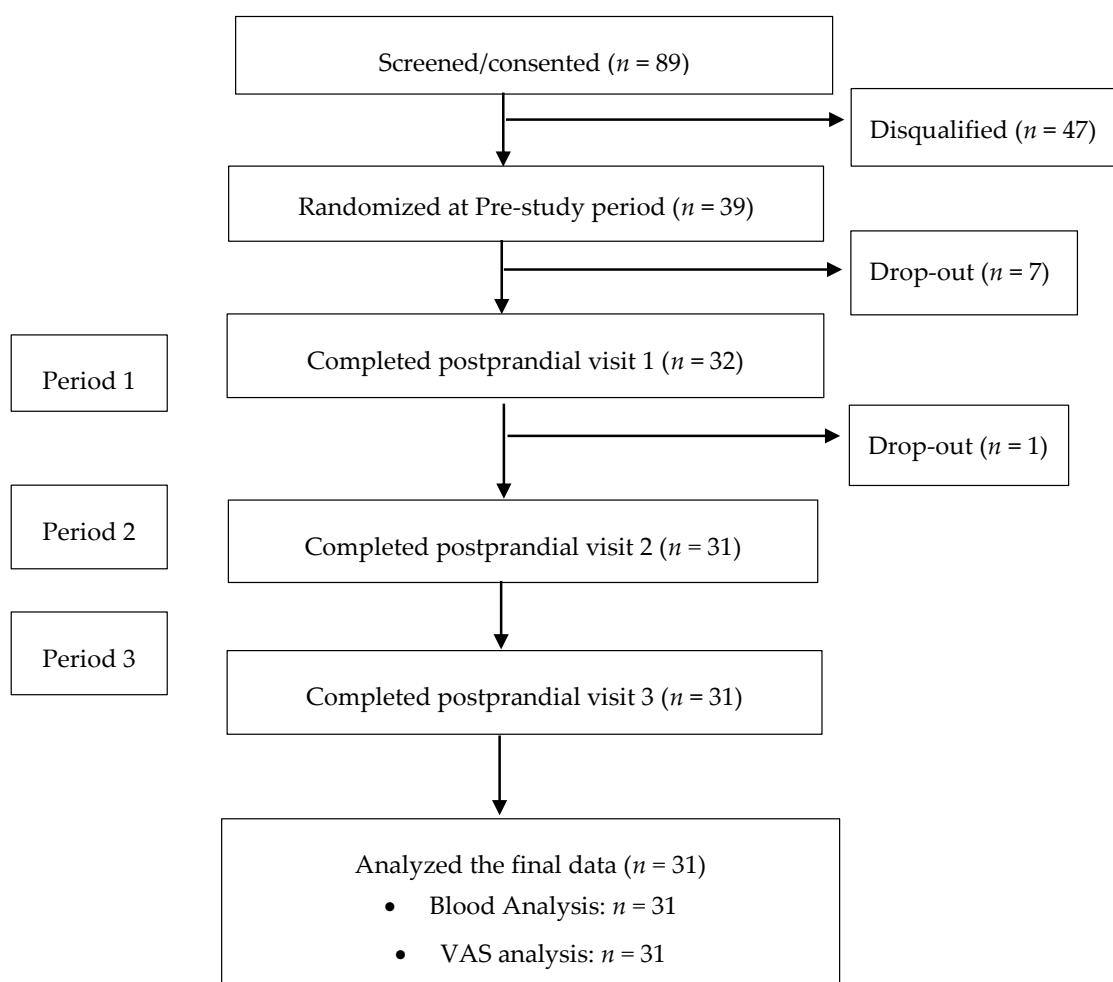 Screened/consented (n = 89)
Disqualified (n = 47)
Randomized at Pre-study period (n = 39)
Drop-out (n = 7)
Period 1
Completed postprandial visit 1 (n = 32)
Drop-out (n = 1)
Period 2
Completed postprandial visit 2 (n = 31)
Period 3
Completed postprandial visit 3 (n = 31)
Analyzed the final data (n = 31)
• Blood Analysis: n = 31
• VAS analysis: n = 31